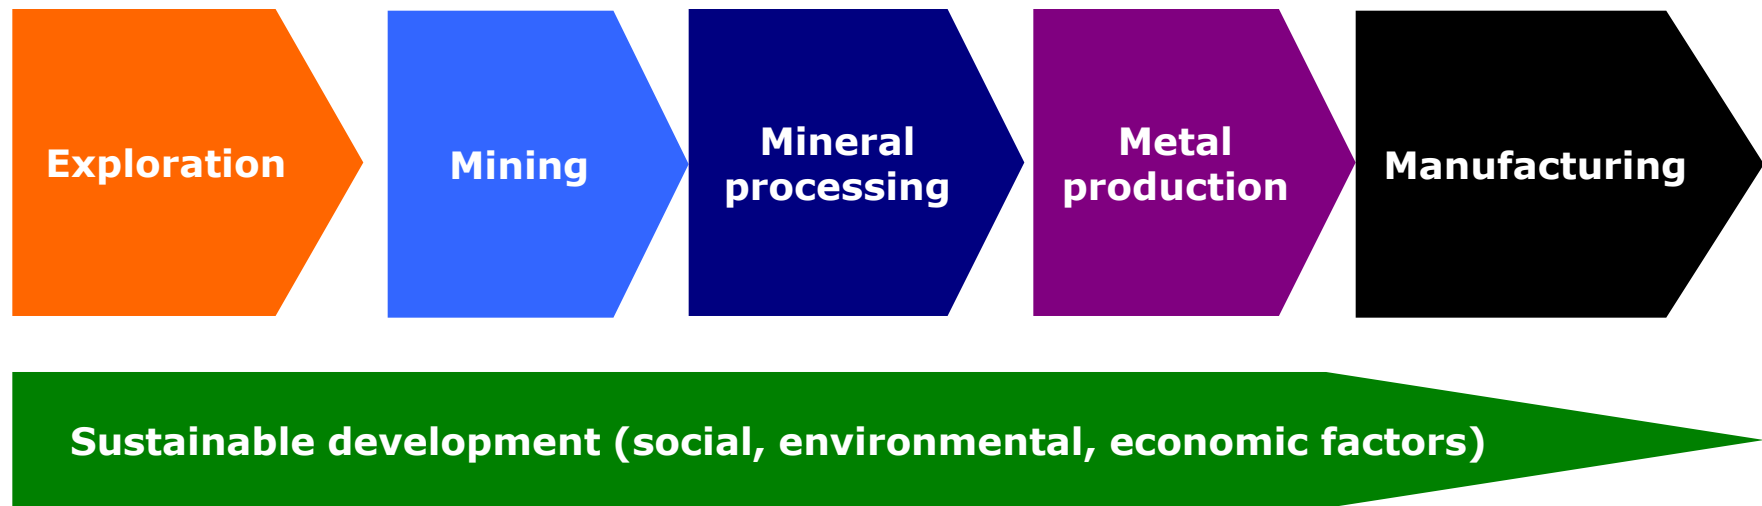 Exploration
Mining
Mineral
processing
Metal
production
Manufacturing
Sustainable development (social, environmental, economic factors)